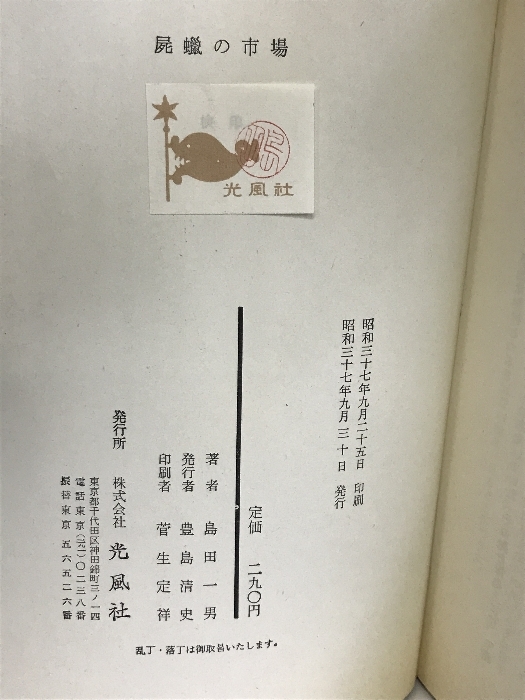 屍蠟の市場
光風社
昭和三十七年九月二十五日 印刷
昭和三十七年九月三十日 発行
定価 二九〇円
著者 島田一男
発行者 豊島清史
印刷者 菅生定祥
発行所 株式会社 光風社
東京都千代田区神田錦町三ノ一四
電話東京(元)〇二三八番
振替東京五六五二六番
乱丁・落丁は御取替いたします。